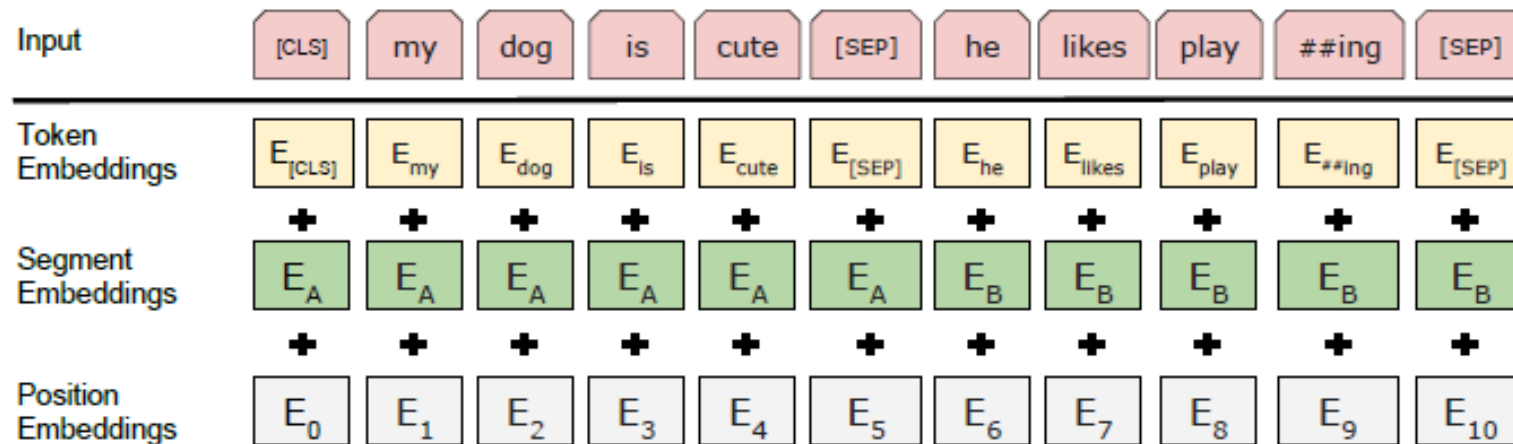 Input [CLS] my dog is cute [SEP] he likes play ##ing [SEP]
Token Embeddings E[CLS] Emy Edog Eis Ecute E[SEP] Ehe Elikes Eplay E##ing E[SEP]
+ + + + + + + + + + +
Segment Embeddings EA EA EA EA EA EA EB EB EB EB EB
+ + + + + + + + + + +
Position Embeddings E0 E1 E2 E3 E4 E5 E6 E7 E8 E9 E10